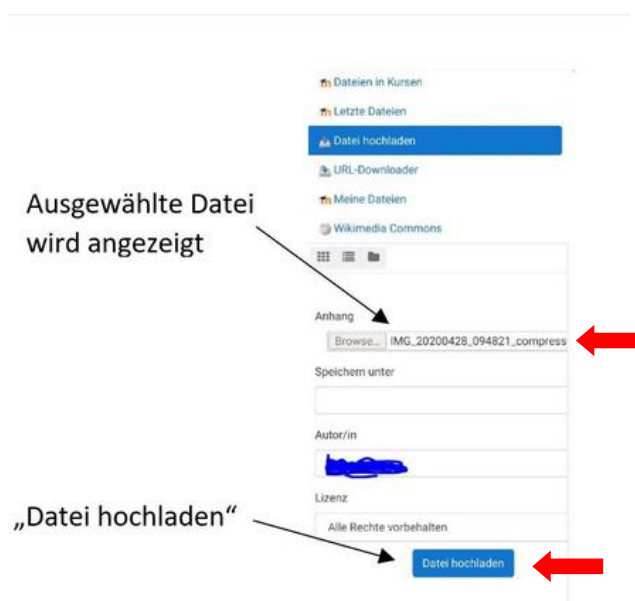 Dateien in Kursen
Letzte Dateien
Datei hochladen
URL-Downloader
Meine Dateien
Wikimedia Commons
Ausgewählte Datei
wird angezeigt
Anhang
Browse... IMG_20200428_094821_compress
Speichern unter
Autor/in
Lizenz
Alle Rechte vorbehalten
„Datei hochladen“
Datei hochladen